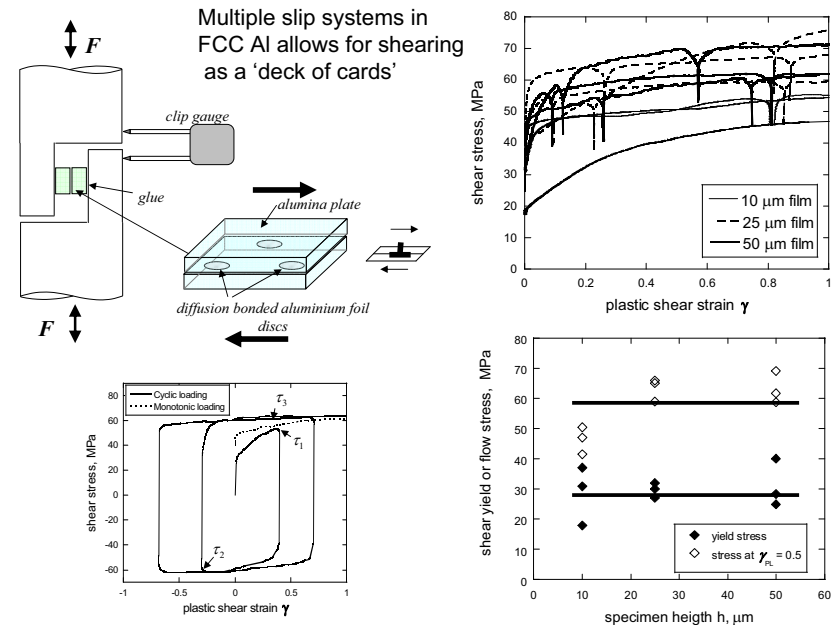 Multiple slip systems in
FCC Al allows for shearing
as a ‘deck of cards’
F
clip gauge
glue
alumina plate
diffusion bonded aluminium foil
discs
F
80
70
60
50
40
30
20
10
0
shear stress, MPa
10 μm film
25 μm film
50 μm film
0 0.2 0.4 0.6 0.8 1
plastic shear strain γ
80
60
40
20
0
-20
-40
-60
shear stress, MPa
Cyclic loading
Monotonic loading
τ3
τ1
τ2
-1 -0.5 0 0.5 1
plastic shear strain γ
80
70
60
50
40
30
20
10
0
shear yield or flow stress, MPa
yield stress
stress at γPL = 0.5
0 10 20 30 40 50 60
specimen heigth h, μm